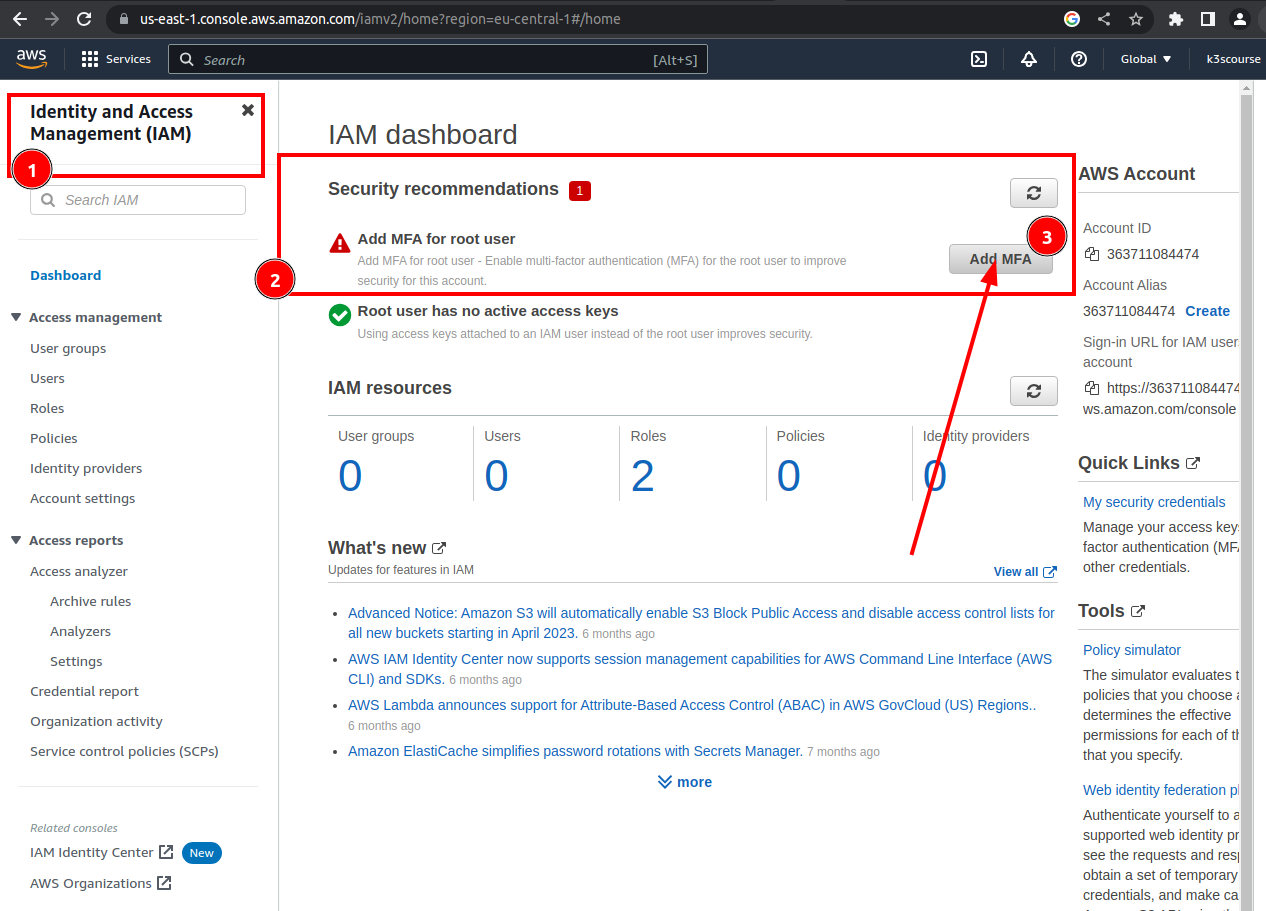 us-east-1.console.aws.amazon.com/iamv2/home?region=eu-central-1#/home
aws
Services
Search
[Alt+S]
Global
k3scourse
Identity and Access
Management (IAM)
1
Search IAM
Dashboard
Access management
User groups
Users
Roles
Policies
Identity providers
Account settings
Access reports
Access analyzer
Archive rules
Analyzers
Settings
Credential report
Organization activity
Service control policies (SCPs)
Related consoles
IAM Identity Center
New
AWS Organizations
IAM dashboard
Security recommendations 1
2
3
Add MFA for root user
Add MFA for root user - Enable multi-factor authentication (MFA) for the root user to improve
security for this account.
Add MFA
Root user has no active access keys
Using access keys attached to an IAM user instead of the root user improves security.
IAM resources
User groups
0
Users
0
Roles
2
Policies
0
Identity providers
0
What's new
Updates for features in IAM
View all
Advanced Notice: Amazon S3 will automatically enable S3 Block Public Access and disable access control lists for
all new buckets starting in April 2023. 6 months ago
AWS IAM Identity Center now supports session management capabilities for AWS Command Line Interface (AWS
CLI) and SDKs. 6 months ago
AWS Lambda announces support for Attribute-Based Access Control (ABAC) in AWS GovCloud (US) Regions..
6 months ago
Amazon ElastiCache simplifies password rotations with Secrets Manager. 7 months ago
more
AWS Account
Account ID
363711084474
Account Alias
363711084474 Create
Sign-in URL for IAM users
account
https://363711084474
ws.amazon.com/console
Quick Links
My security credentials
Manage your access keys
factor authentication (MFA
other credentials.
Tools
Policy simulator
The simulator evaluates t
policies that you choose a
determines the effective
permissions for each of th
that you specify.
Web identity federation pl
Authenticate yourself to a
supported web identity pr
see the requests and resp
obtain a set of temporary
credentials, and make ca